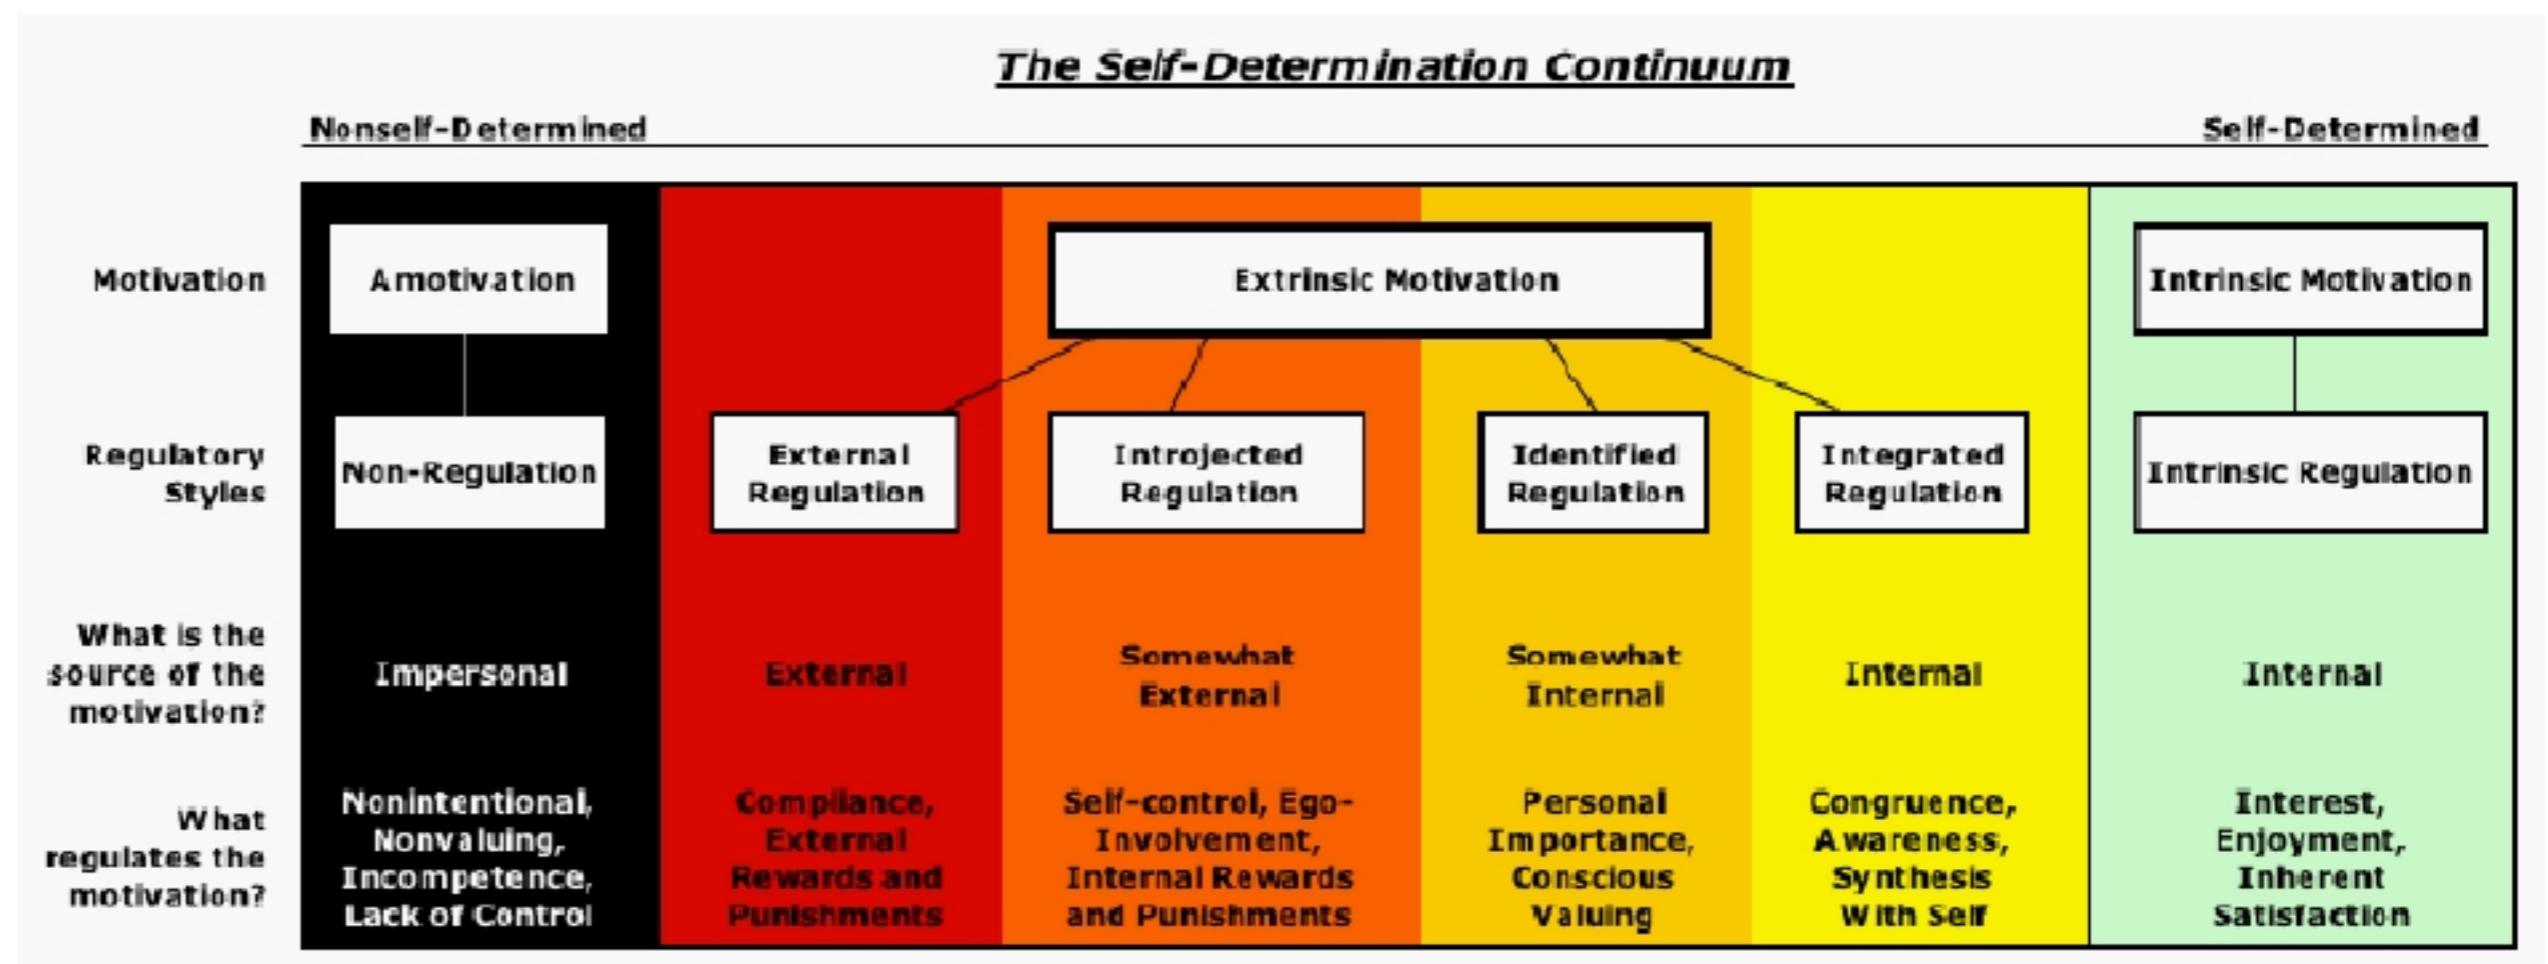 The Self-Determination Continuum
Nonself-Determined
Self-Determined
Motivation
Amotivation
Extrinsic Motivation
Intrinsic Motivation
Regulatory
Styles
Non-Regulation
External
Regulation
Introjected
Regulation
Identified
Regulation
Integrated
Regulation
Intrinsic Regulation
What is the
source of the
motivation?
Impersonal
External
Somewhat
External
Somewhat
Internal
Internal
Internal
What
regulates the
motivation?
Nonintentional,
Nonvaluing,
Incompetence,
Lack of Control
Compliance,
External
Rewards and
Punishments
Self-control, Ego-
Involvement,
Internal Rewards
and Punishments
Personal
Importance,
Conscious
Valuing
Congruence,
Awareness,
Synthesis
With Self
Interest,
Enjoyment,
Inherent
Satisfaction